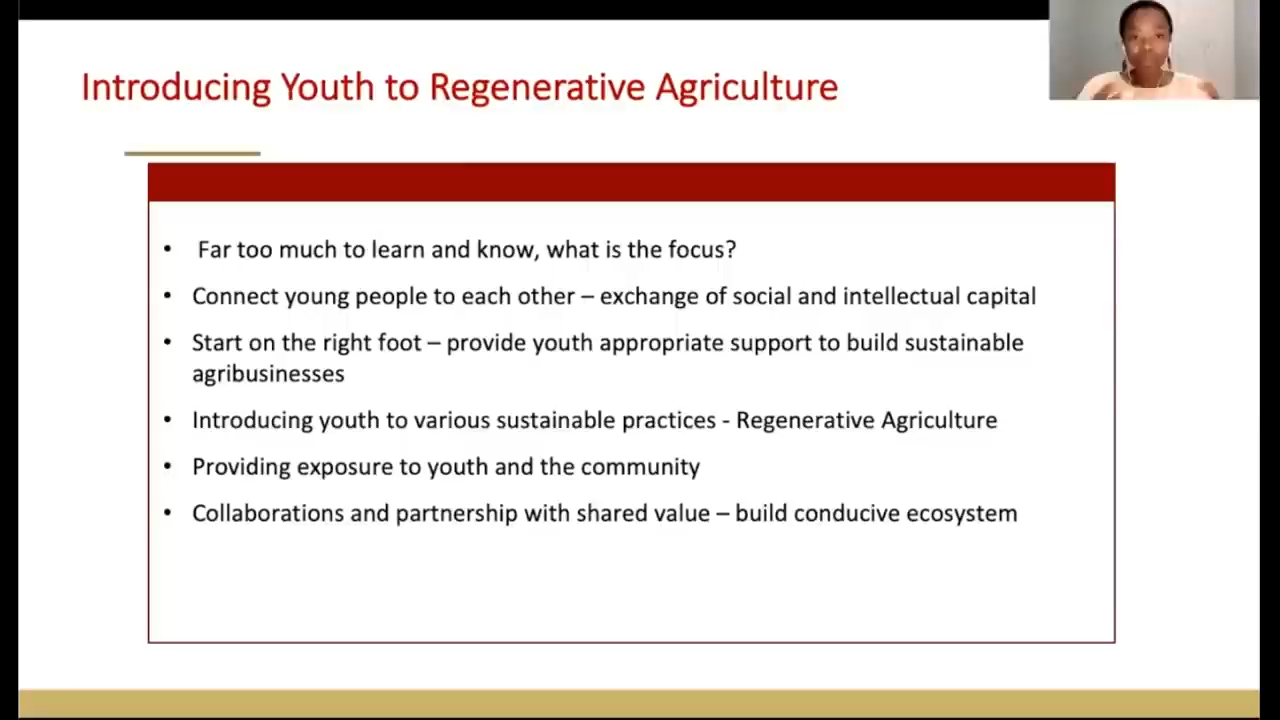 Introducing Youth to Regenerative Agriculture
• Far too much to learn and know, what is the focus?
• Connect young people to each other – exchange of social and intellectual capital
• Start on the right foot – provide youth appropriate support to build sustainable
agribusinesses
• Introducing youth to various sustainable practices - Regenerative Agriculture
• Providing exposure to youth and the community
• Collaborations and partnership with shared value – build conducive ecosystem